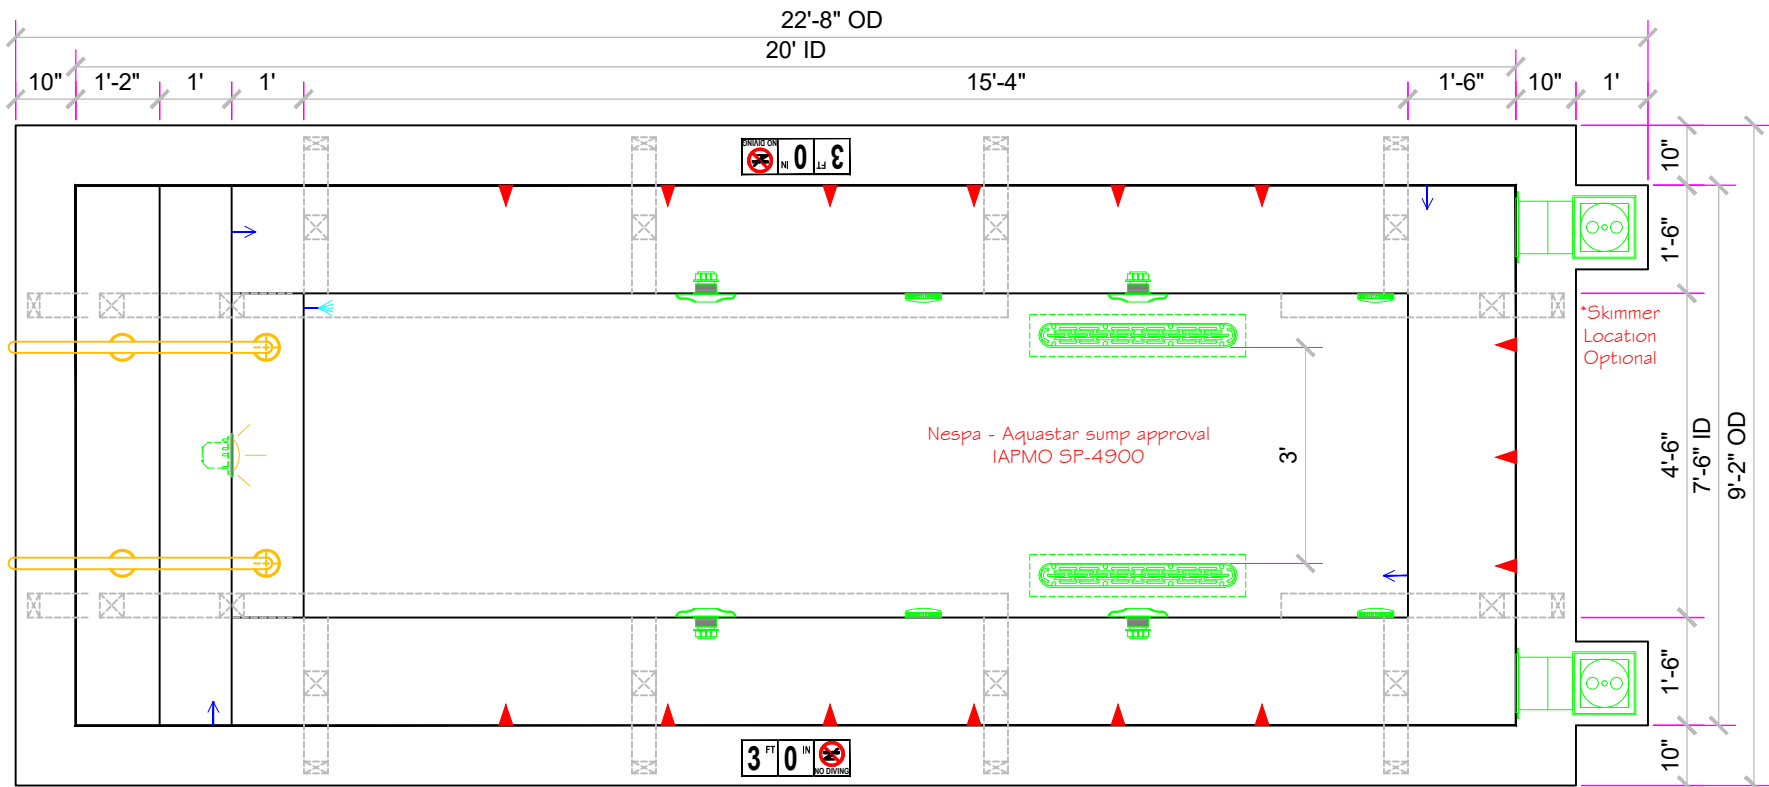 22'-8" OD
20' ID
10" 1'-2" 1' 1' 15'-4" 1'-6" 10" 1'
NO DIVING 0 IN 3 FT
10"
1'-6"
*Skimmer
Location
Optional
Nespa - Aquastar sump approval
IAPMO SP-4900
3'
4'-6"
7'-6" ID
9'-2" OD
1'-6"
10"
3 FT 0 IN NO DIVING